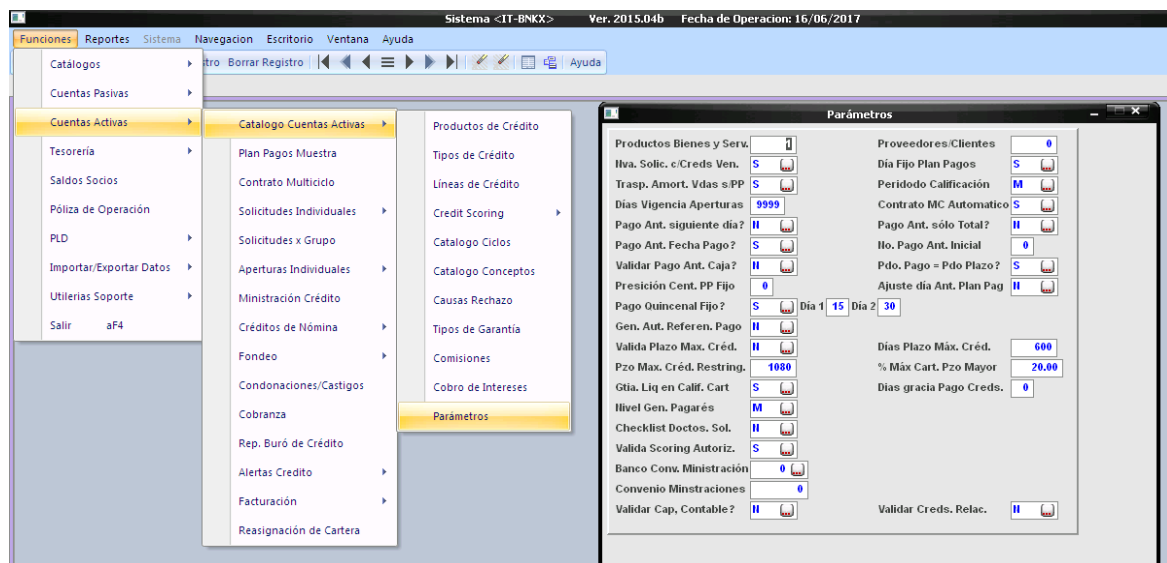 Sistema <IT-BNKX> Ver. 2015.04b Fecha de Operacion: 16/06/2017
Funciones Reportes Sistema Navegacion Escritorio Ventana Ayuda
stro Borrar Registro Ayuda
Catálogos
Cuentas Pasivas
Cuentas Activas
Tesorería
Saldos Socios
Póliza de Operación
PLD
Importar/Exportar Datos
Utilerias Soporte
Salir aF4
Catalogo Cuentas Activas
Plan Pagos Muestra
Contrato Multiciclo
Solicitudes Individuales
Solicitudes x Grupo
Aperturas Individuales
Ministración Crédito
Créditos de Nómina
Fondeo
Condonaciones/Castigos
Cobranza
Rep. Buró de Crédito
Alertas Credito
Facturación
Reasignación de Cartera
Productos de Crédito
Tipos de Crédito
Líneas de Crédito
Credit Scoring
Catalogo Ciclos
Catalogo Conceptos
Causas Rechazo
Tipos de Garantía
Comisiones
Cobro de Intereses
Parámetros
Parámetros
Productos Bienes y Serv. Proveedores/Clientes 0
Nva. Solic. c/Creds Ven. S ... Día Fijo Plan Pagos S ...
Trasp. Amort. Vdas s/PP S ... Peridodo Calificación M ...
Días Vigencia Aperturas 9999 Contrato MC Automatico S ...
Pago Ant. siguiente día? N ... Pago Ant. sólo Total? N ...
Pago Ant. Fecha Pago? S ... No. Pago Ant. Inicial 0
Validar Pago Ant. Caja? N ... Pdo. Pago = Pdo Plazo? S ...
Presición Cent. PP Fijo 0 Ajuste día Ant. Plan Pag N ...
Pago Quincenal Fijo? S ... Día 1 15 Día 2 30
Gen. Aut. Referen. Pago N ...
Valida Plazo Max. Créd. N ... Días Plazo Máx. Créd. 600
Pzo Max. Créd. Restring. 1080 % Máx Cart. Pzo Mayor 20.00
Gtia. Liq en Calif. Cart S ... Dias gracia Pago Creds. 0
Nivel Gen. Pagarés M ...
Checklist Doctos. Sol. N ...
Valida Scoring Autoriz. S ...
Banco Conv. Ministración 0 ...
Convenio Minstraciones 0
Validar Cap, Contable? N ... Validar Creds. Relac. N ...